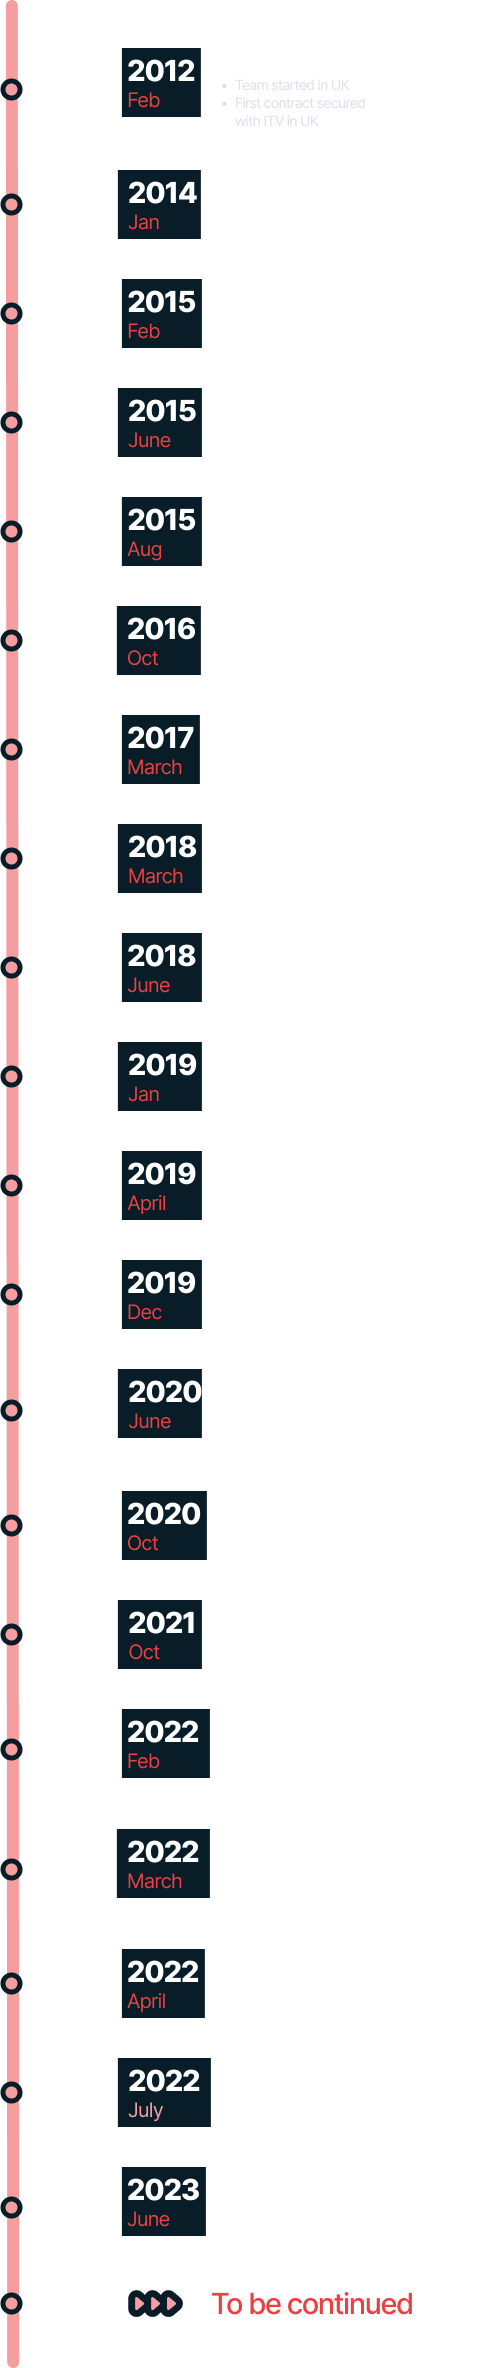 2012
Feb
• Team started in UK
• First contract secured
with ITV in UK
2014
Jan
2015
Feb
2015
June
2015
Aug
2016
Oct
2017
March
2018
March
2018
June
2019
Jan
2019
April
2019
Dec
2020
June
2020
Oct
2021
Oct
2022
Feb
2022
March
2022
April
2022
July
2023
June
To be continued